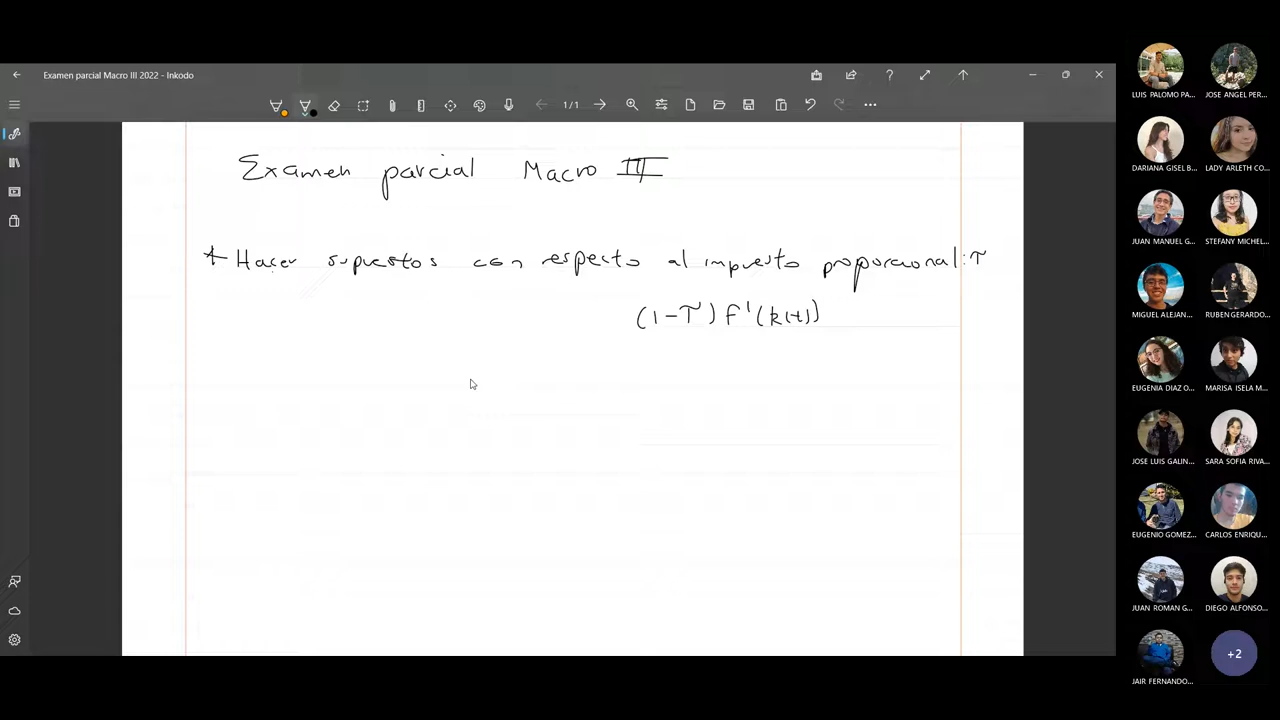 Examen parcial Macro III 2022 - Inkodo
1/1
Examen parcial Macro III
* Hacer supuestos con respecto al impuesto proporcional: τ
(1-τ) f'(k(t))
LUIS PALOMO PA...
JOSE ANGEL PER...
DARIANA GISEL B...
LADY ARLETH CO...
JUAN MANUEL G...
STEFANY MICHEL...
MIGUEL ALEJAN...
RUBEN GERARDO...
EUGENIA DIAZ O...
MARISA ISELA M...
JOSE LUIS GALIN...
SARA SOFIA RIVA...
EUGENIO GOMEZ...
CARLOS ENRIQU...
JUAN ROMAN G...
DIEGO ALFONSO...
JAIR FERNANDO...
+2